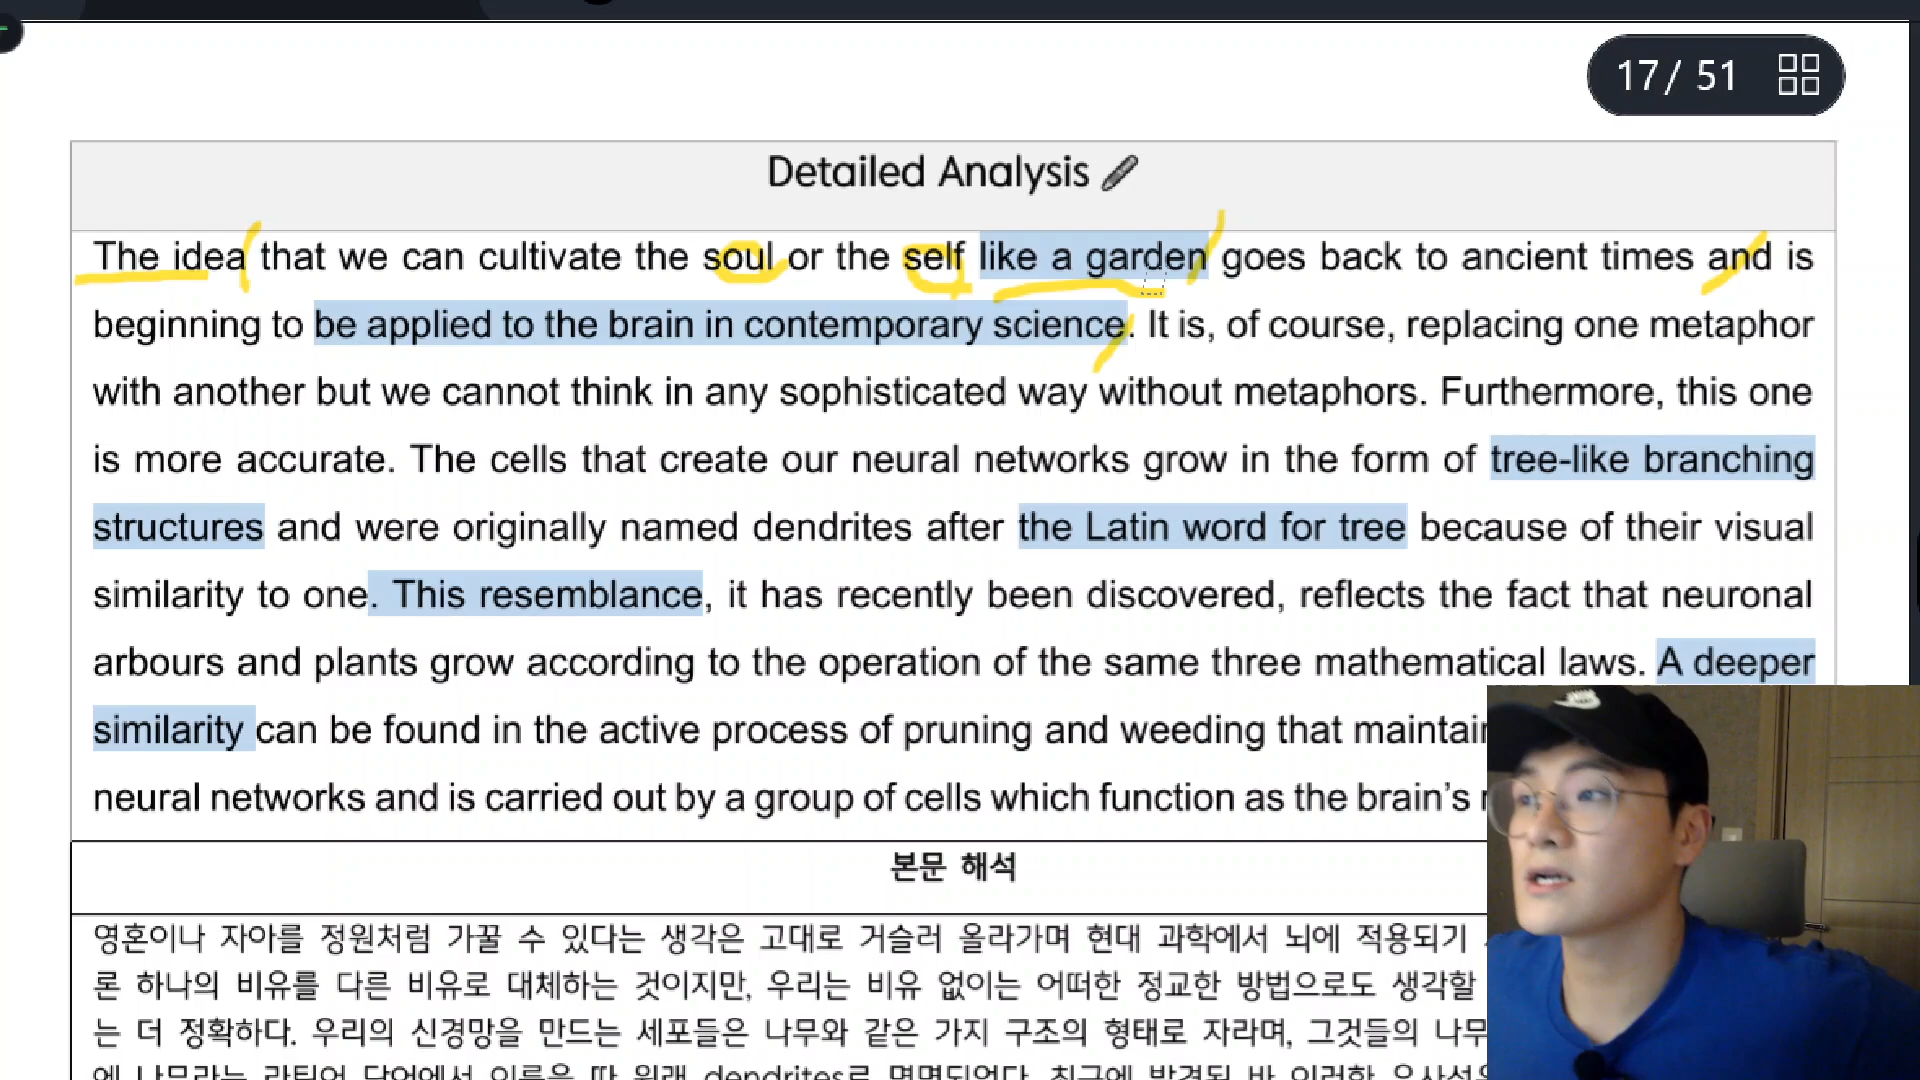 17/ 51
Detailed Analysis
The idea that we can cultivate the soul or the self like a garden goes back to ancient times and is
beginning to be applied to the brain in contemporary science. It is, of course, replacing one metaphor
with another but we cannot think in any sophisticated way without metaphors. Furthermore, this one
is more accurate. The cells that create our neural networks grow in the form of tree-like branching
structures and were originally named dendrites after the Latin word for tree because of their visual
similarity to one. This resemblance, it has recently been discovered, reflects the fact that neuronal
arbours and plants grow according to the operation of the same three mathematical laws. A deeper
similarity can be found in the active process of pruning and weeding that
neural networks and is carried out by a group of cells which function as the brain's
본문 해석
영혼이나 자아를 정원처럼 가꿀 수 있다는 생각은 고대로 거슬러 올라가며 현대 과학에서 뇌에 적용되기
론 하나의 비유를 다른 비유로 대체하는 것이지만, 우리는 비유 없이는 어떠한 정교한 방법으로도 생각할
는 더 정확하다. 우리의 신경망을 만드는 세포들은 나무와 같은 가지 구조의 형태로 자라며, 그것들의 나무